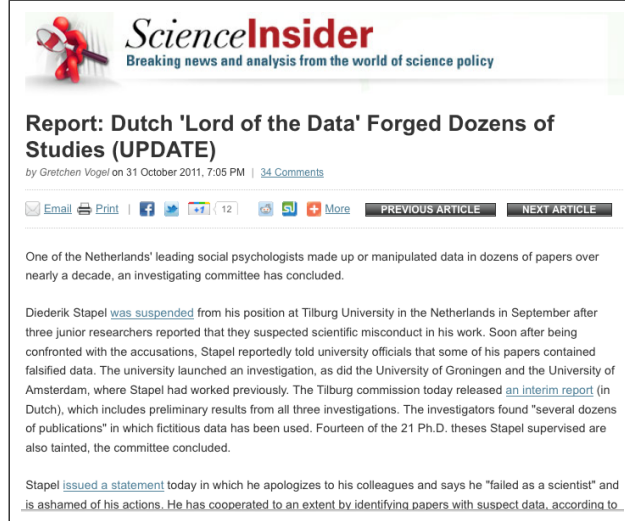 ScienceInsider
Breaking news and analysis from the world of science policy
Report: Dutch 'Lord of the Data' Forged Dozens of
Studies (UPDATE)
by Gretchen Vogel on 31 October 2011, 7:05 PM | 34 Comments
Email Print | +1 12 More PREVIOUS ARTICLE NEXT ARTICLE
One of the Netherlands' leading social psychologists made up or manipulated data in dozens of papers over
nearly a decade, an investigating committee has concluded.
Diederik Stapel was suspended from his position at Tilburg University in the Netherlands in September after
three junior researchers reported that they suspected scientific misconduct in his work. Soon after being
confronted with the accusations, Stapel reportedly told university officials that some of his papers contained
falsified data. The university launched an investigation, as did the University of Groningen and the University of
Amsterdam, where Stapel had worked previously. The Tilburg commission today released an interim report (in
Dutch), which includes preliminary results from all three investigations. The investigators found "several dozens
of publications" in which fictitious data has been used. Fourteen of the 21 Ph.D. theses Stapel supervised are
also tainted, the committee concluded.
Stapel issued a statement today in which he apologizes to his colleagues and says he "failed as a scientist" and
is ashamed of his actions. He has cooperated to an extent by identifying papers with suspect data, according to